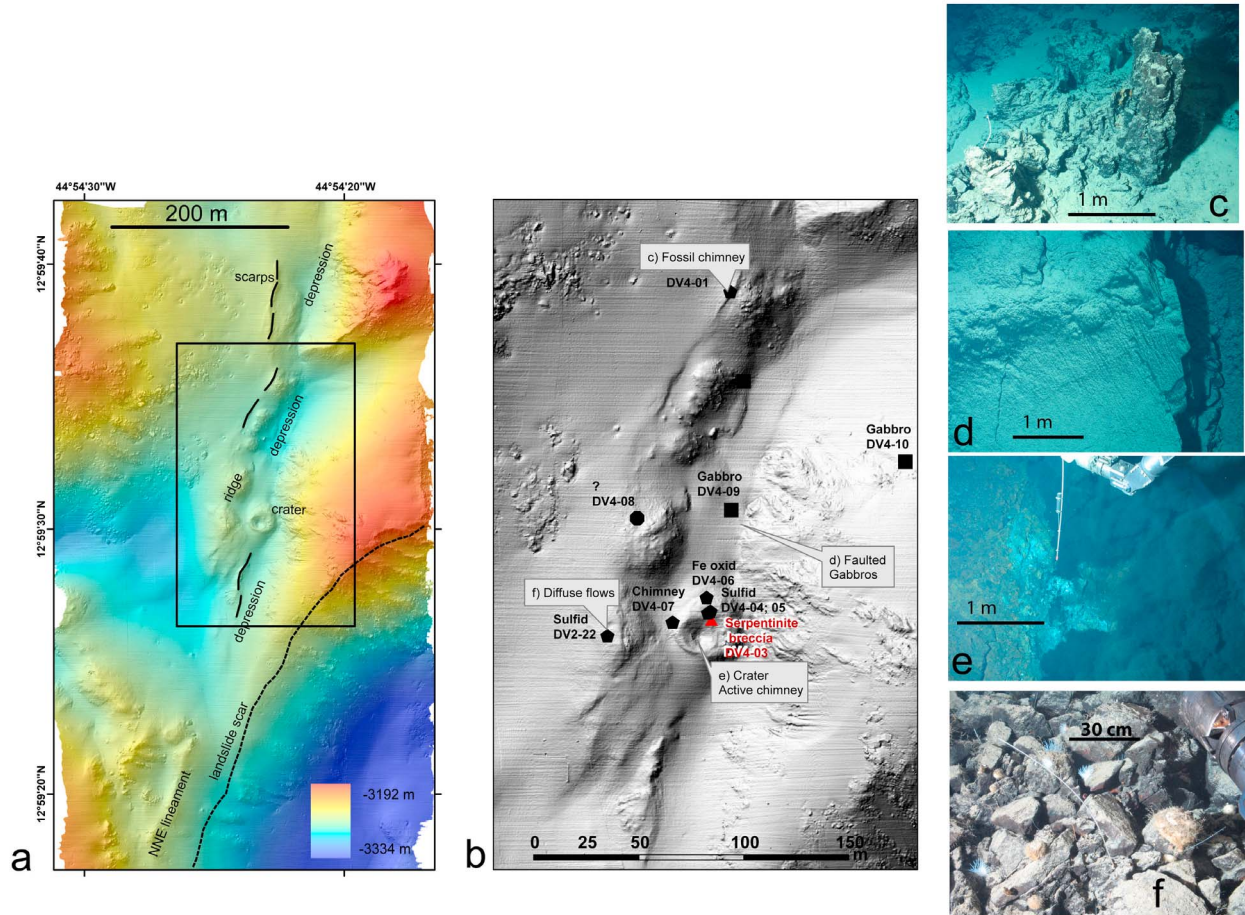 44°54'30"W
44°54'20"W
200 m
12°59'40"N
12°59'30"N
12°59'20"N
scarps
depression
depression
ridge
crater
depression
landslide scar
NNE lineament
-3192 m
-3334 m
a
c) Fossil chimney
DV4-01
Gabbro
DV4-10
?
DV4-08
Gabbro
DV4-09
d) Faulted
Gabbros
Fe oxid
DV4-06
f) Diffuse flows
Chimney
DV4-07
Sulfid
DV4-04; 05
Sulfid
DV2-22
Serpentinite
breccia
DV4-03
e) Crater
Active chimney
0 25 50 100 150
m
b
1 m
c
1 m
d
1 m
e
30 cm
f